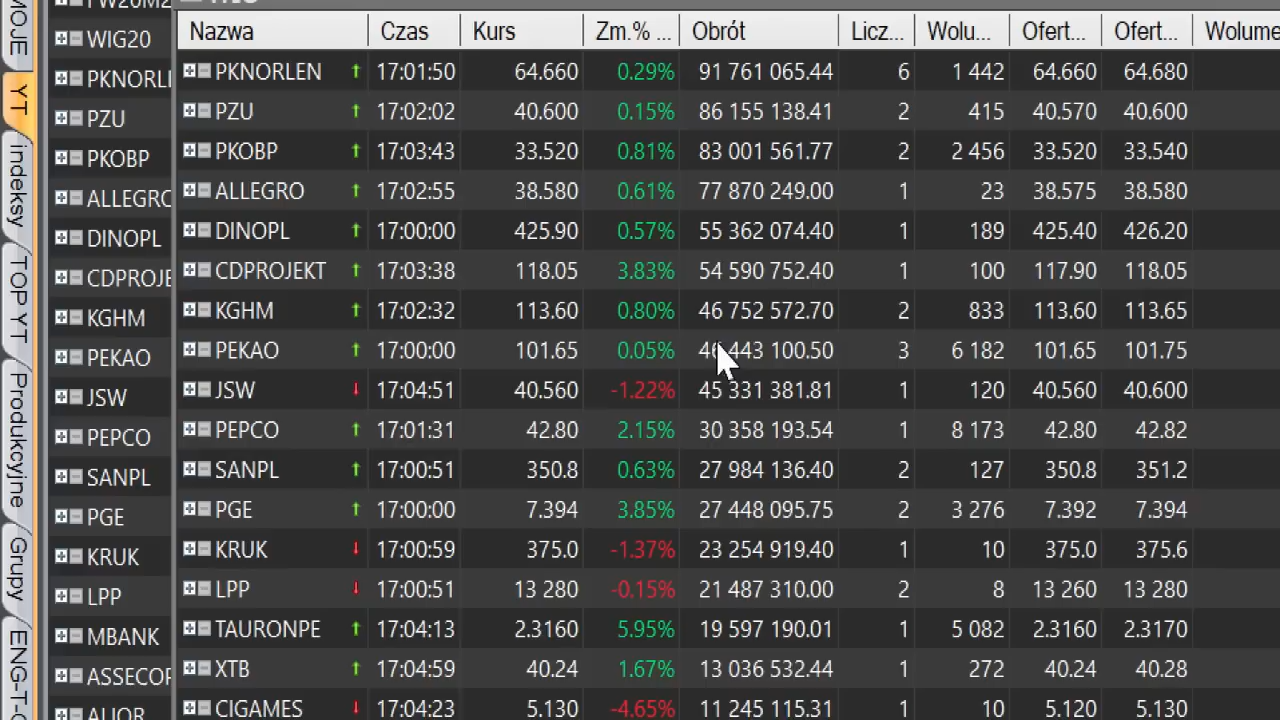 MOJE
YT
indeksy
TOP YT
Produkcyjne
Grupy
WIG20
PKNORL
PZU
PKOBP
ALLEGRO
DINOPL
CDPROJE
KGHM
PEKAO
JSW
PEPCO
SANPL
PGE
KRUK
LPP
MBANK
ASSECOP
ALIOR
Nazwa Czas Kurs Zm.% ... Obrót Licz... Wolu... Ofert... Ofert... Wolume
PKNORLEN 17:01:50 64.660 0.29% 91 761 065.44 6 1 442 64.660 64.680
PZU 17:02:02 40.600 0.15% 86 155 138.41 2 415 40.570 40.600
PKOBP 17:03:43 33.520 0.81% 83 001 561.77 2 2 456 33.520 33.540
ALLEGRO 17:02:55 38.580 0.61% 77 870 249.00 1 23 38.575 38.580
DINOPL 17:00:00 425.90 0.57% 55 362 074.40 1 189 425.40 426.20
CDPROJEKT 17:03:38 118.05 3.83% 54 590 752.40 1 100 117.90 118.05
KGHM 17:02:32 113.60 0.80% 46 752 572.70 2 833 113.60 113.65
PEKAO 17:00:00 101.65 0.05% 46 443 100.50 3 6 182 101.65 101.75
JSW 17:04:51 40.560 -1.22% 45 331 381.81 1 120 40.560 40.600
PEPCO 17:01:31 42.80 2.15% 30 358 193.54 1 8 173 42.80 42.82
SANPL 17:00:51 350.8 0.63% 27 984 136.40 2 127 350.8 351.2
PGE 17:00:00 7.394 3.85% 27 448 095.75 2 3 276 7.392 7.394
KRUK 17:00:59 375.0 -1.37% 23 254 919.40 1 10 375.0 375.6
LPP 17:00:51 13 280 -0.15% 21 487 310.00 2 8 13 260 13 280
TAURONPE 17:04:13 2.3160 5.95% 19 597 190.01 1 5 082 2.3160 2.3170
XTB 17:04:59 40.24 1.67% 13 036 532.44 1 272 40.24 40.28
CIGAMES 17:04:23 5.130 -4.65% 11 245 115.31 1 10 5.120 5.130